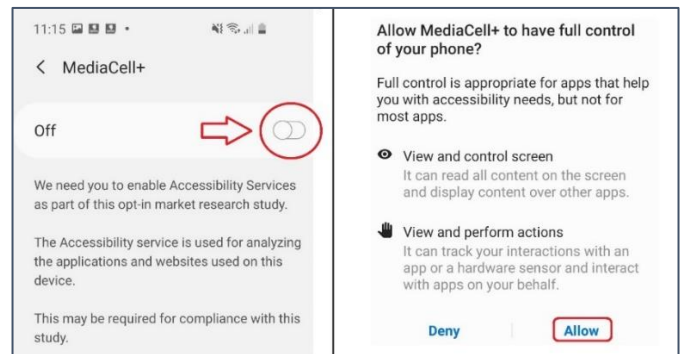 11:15
< MediaCell+
Off
We need you to enable Accessibility Services
as part of this opt-in market research study.
The Accessibility service is used for analyzing
the applications and websites used on this
device.
This may be required for compliance with this
study.
Allow MediaCell+ to have full control
of your phone?
Full control is appropriate for apps that help
you with accessibility needs, but not for
most apps.
View and control screen
It can read all content on the screen
and display content over other apps.
View and perform actions
It can track your interactions with an
app or a hardware sensor and interact
with apps on your behalf.
Deny
Allow